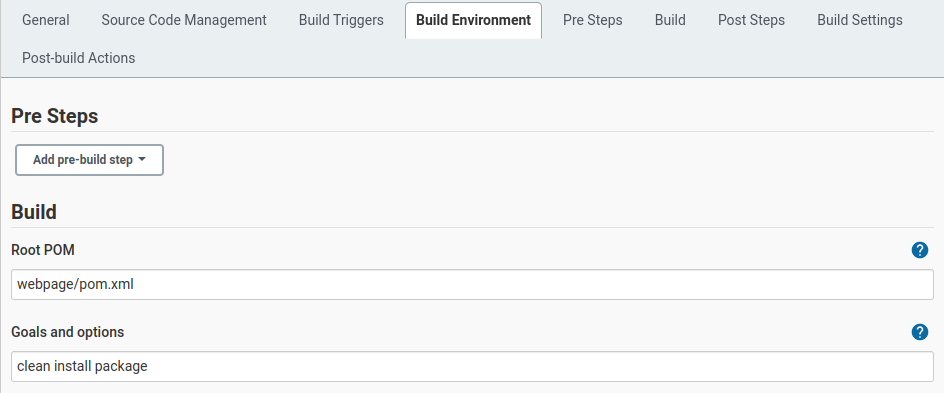 General Source Code Management Build Triggers Build Environment Pre Steps Build Post Steps Build Settings
Post-build Actions
Pre Steps
Add pre-build step
Build
Root POM ?
webpage/pom.xml
Goals and options ?
clean install package